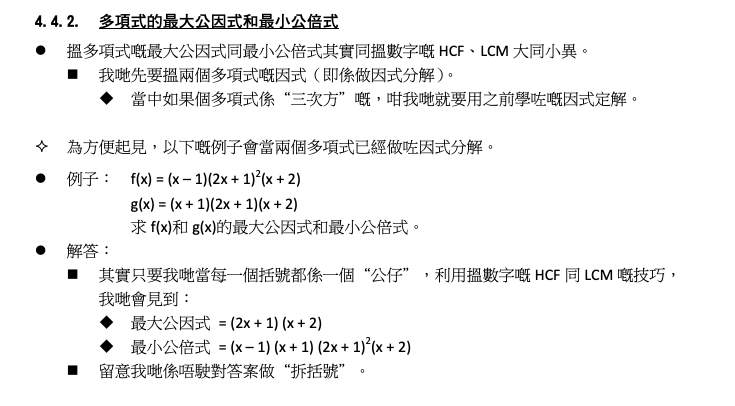 4.4.2. 多項式的最大公因式和最小公倍式
● 搵多項式嘅最大公因式同最小公倍式其實同搵數字嘅 HCF、LCM 大同小異。
■ 我哋先要搵兩個多項式嘅因式（即係做因式分解）。
◆ 當中如果個多項式係“三次方”嘅，咁我哋就要用之前學咗嘅因式定解。
✧ 為方便起見，以下嘅例子會當兩個多項式已經做咗因式分解。
● 例子： f(x) = (x – 1)(2x + 1)²(x + 2)
g(x) = (x + 1)(2x + 1)(x + 2)
求 f(x)和 g(x)的最大公因式和最小公倍式。
● 解答：
■ 其實只要我哋當每一個括號都係一個“公仔”，利用搵數字嘅 HCF 同 LCM 嘅技巧，
我哋會見到：
◆ 最大公因式 = (2x + 1) (x + 2)
◆ 最小公倍式 = (x – 1) (x + 1) (2x + 1)²(x + 2)
■ 留意我哋係唔駛對答案做“拆括號”。